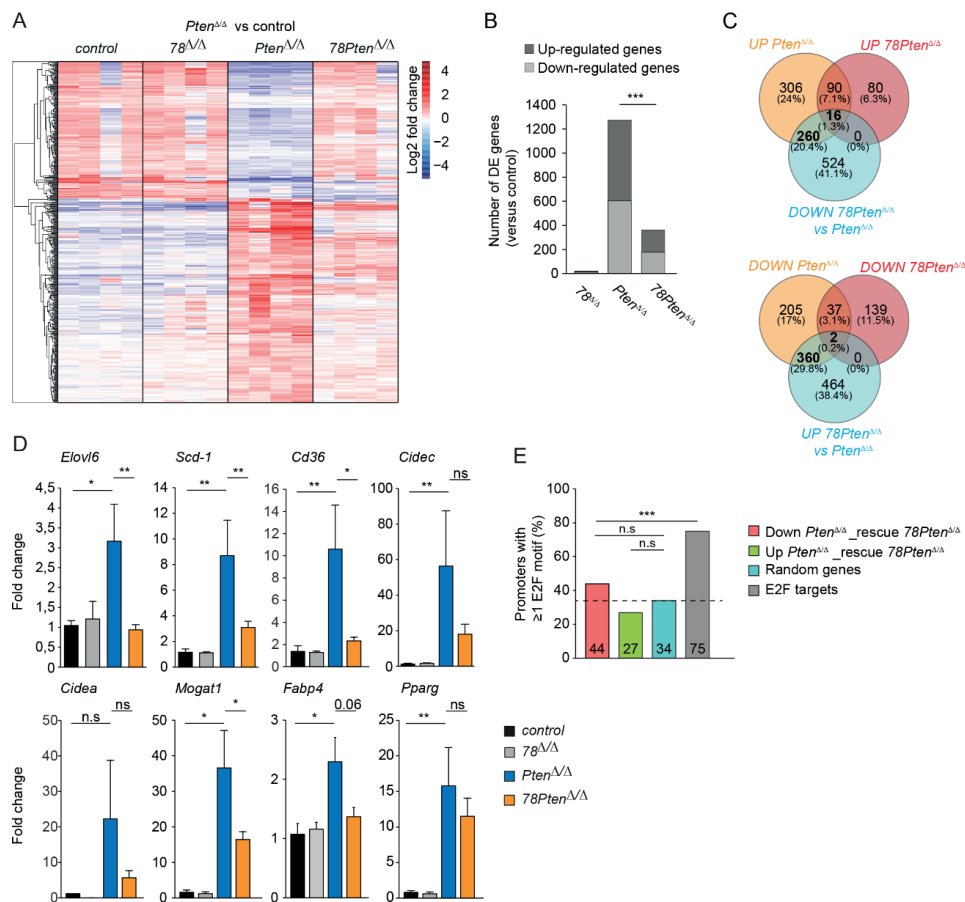 A
Pten^Δ/Δ vs control
control 78^Δ/Δ Pten^Δ/Δ 78Pten^Δ/Δ
4
2
0
−2
−4
Log2 fold change
B
Up-regulated genes
Down-regulated genes
***
1400
1200
1000
800
600
400
200
0
Number of DE genes
(versus control)
78^Δ/Δ
Pten^Δ/Δ
78Pten^Δ/Δ
C
UP Pten^Δ/Δ UP 78Pten^Δ/Δ
306 90 80
(24%) (7.1%) (6.3%)
16
(1.3%)
260 0
(20.4%) (0%)
524
(41.1%)
DOWN 78Pten^Δ/Δ
vs Pten^Δ/Δ
DOWN Pten^Δ/Δ DOWN 78Pten^Δ/Δ
205 37 139
(17%) (3.1%) (11.5%)
2
(0.2%)
360 0
(29.8%) (0%)
464
(38.4%)
UP 78Pten^Δ/Δ
vs Pten^Δ/Δ
D
Elovl6
4,5
4
3,5
3
2,5
2
1,5
1
0,5
0
Fold change
* **
Scd-1
14
12
10
8
6
4
2
0
** **
Cd36
16
14
12
10
8
6
4
2
0
** *
Cidec
100
80
60
40
20
0
** ns
Cidea
50
40
30
20
10
0
Fold change
n.s ns
Mogat1
50
40
30
20
10
0
* *
Fabp4
3
2
1
0
* 0.06
Pparg
25
20
15
10
5
0
** ns
control
78^Δ/Δ
Pten^Δ/Δ
78Pten^Δ/Δ
E
100
80
60
40
20
0
Promoters with
≥1 E2F motif (%)
***
n.s
n.s
44 27 34 75
Down Pten^Δ/Δ_rescue 78Pten^Δ/Δ
Up Pten^Δ/Δ_rescue 78Pten^Δ/Δ
Random genes
E2F targets